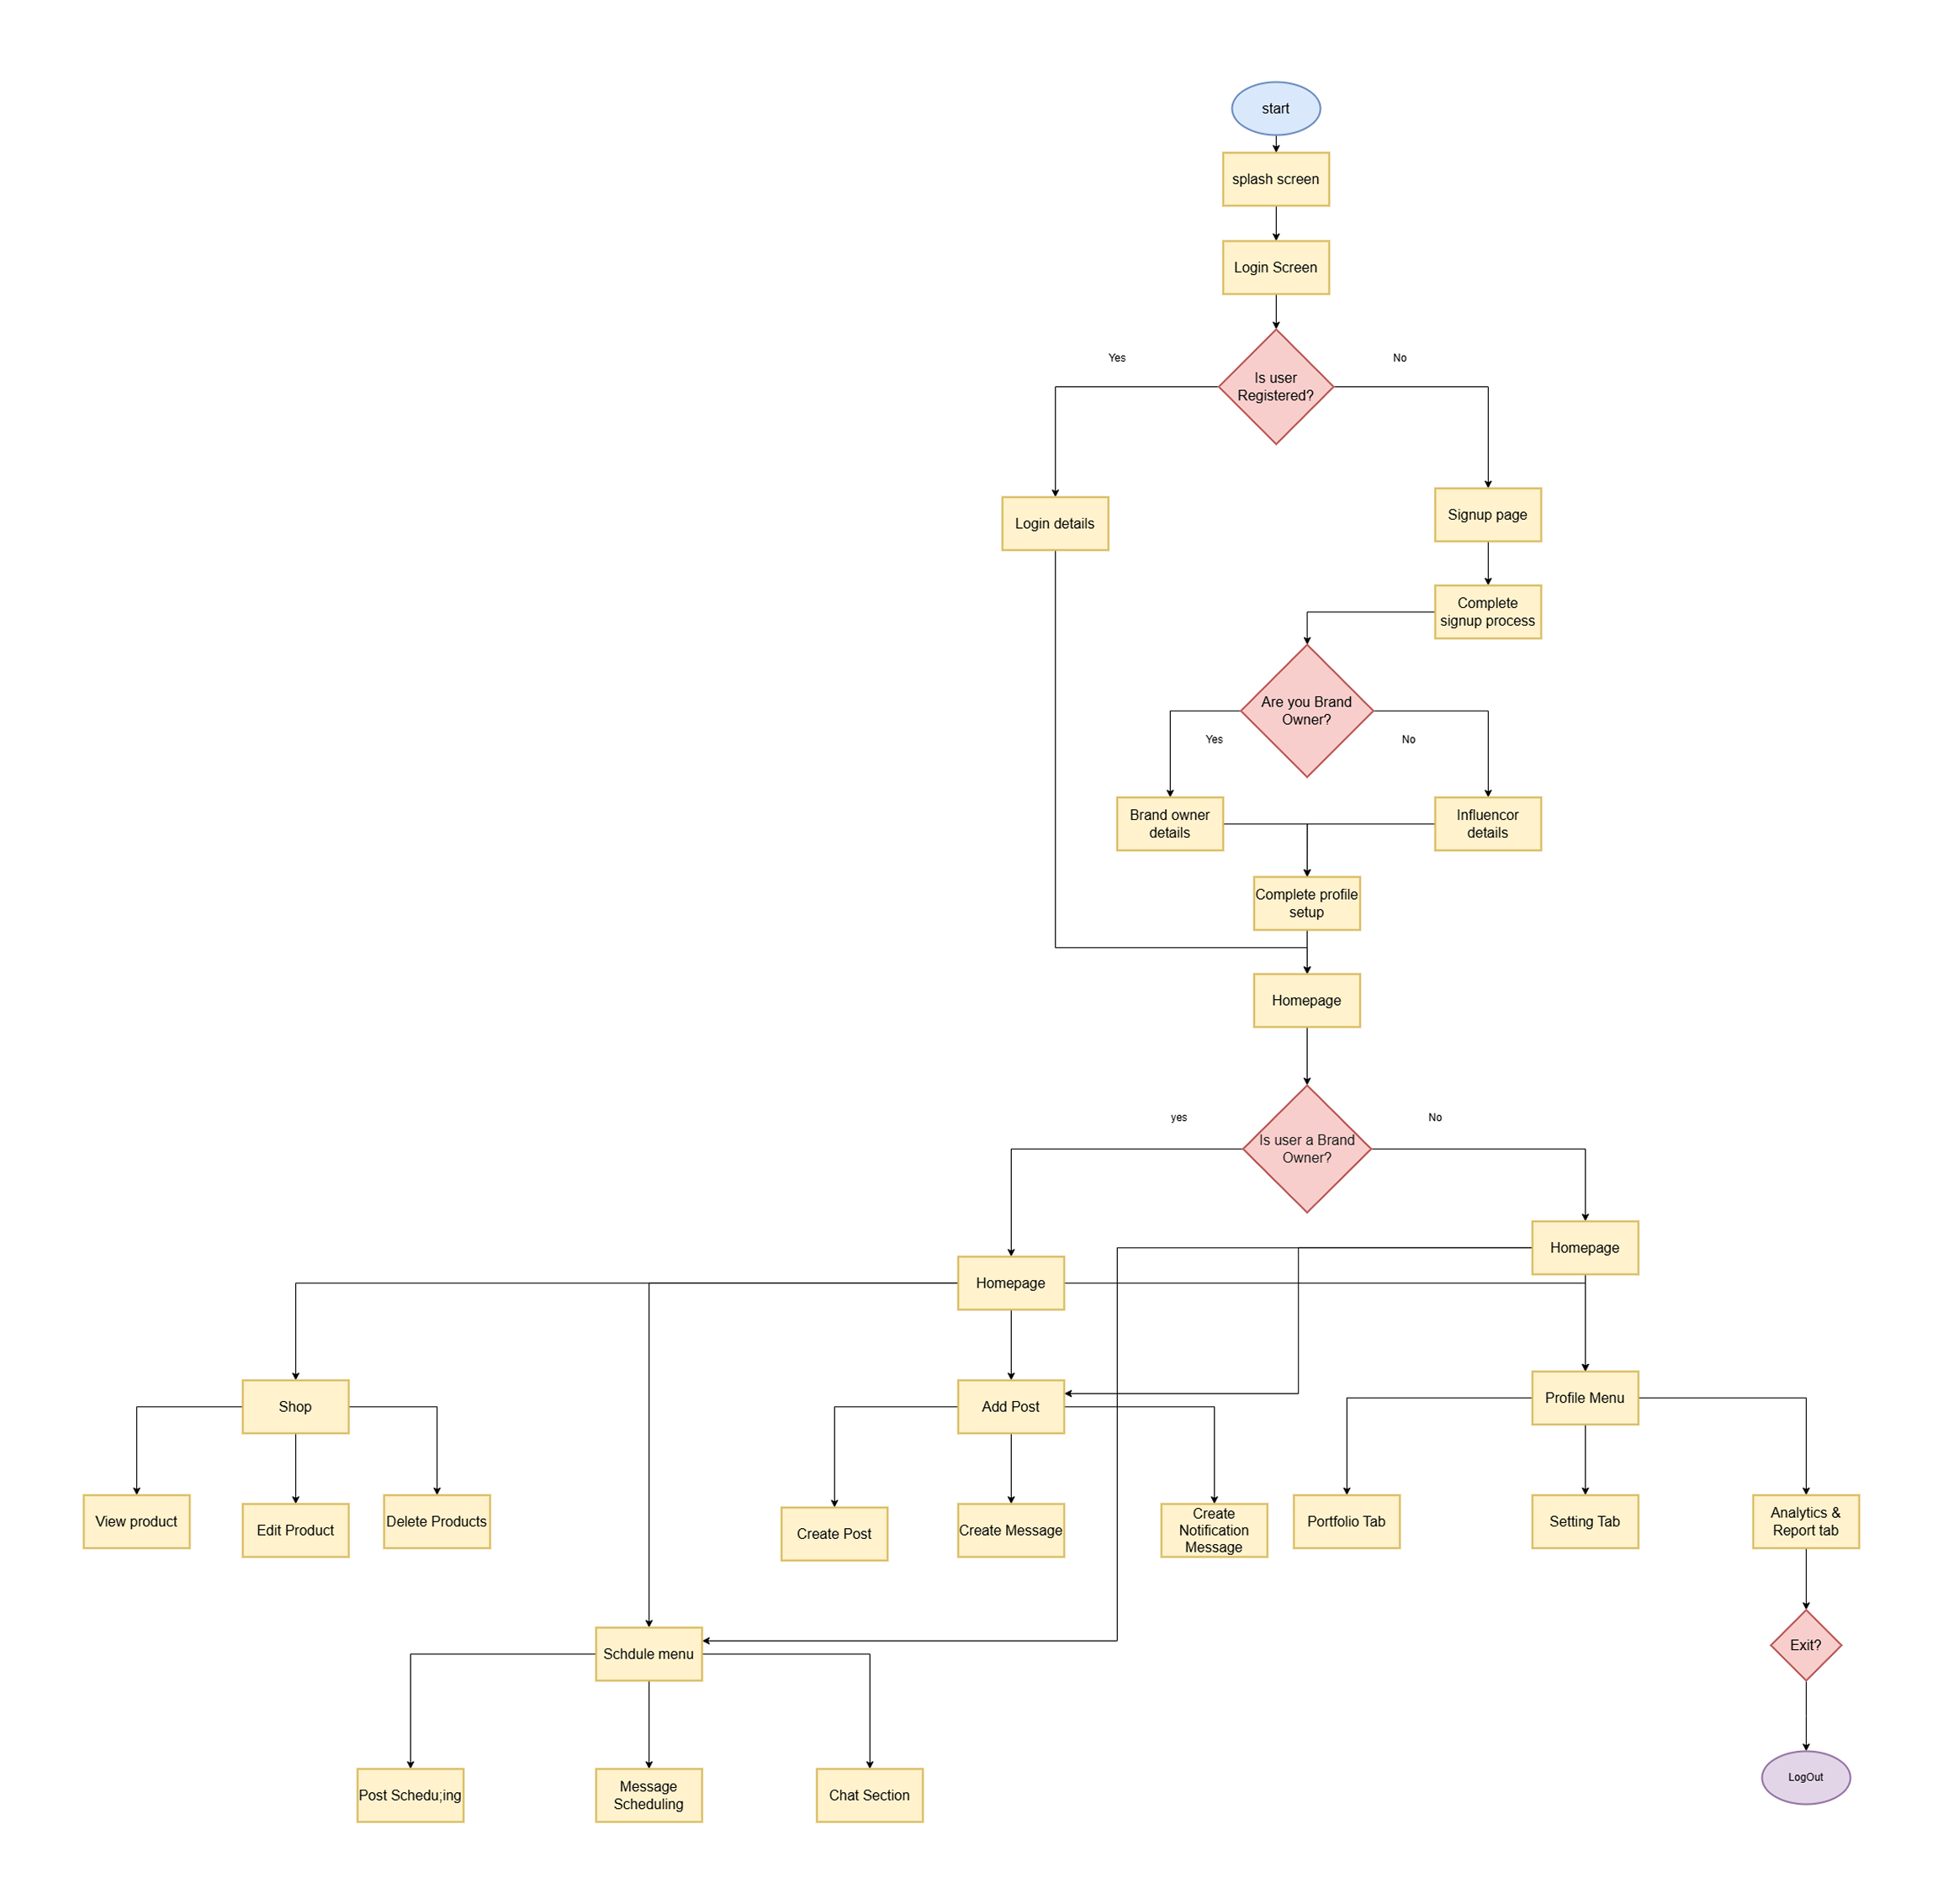 start
splash screen
Login Screen
Yes
No
Is user
Registered?
Login details
Signup page
Complete
signup process
Are you Brand
Owner?
Yes
No
Brand owner
details
Influencor
details
Complete profile
setup
Homepage
yes
No
Is user a Brand
Owner?
Homepage
Homepage
Shop
Add Post
Profile Menu
View product
Edit Product
Delete Products
Create Post
Create Message
Create
Notification
Message
Portfolio Tab
Setting Tab
Analytics &
Report tab
Schdule menu
Exit?
Post Schedu;ing
Message
Scheduling
Chat Section
LogOut